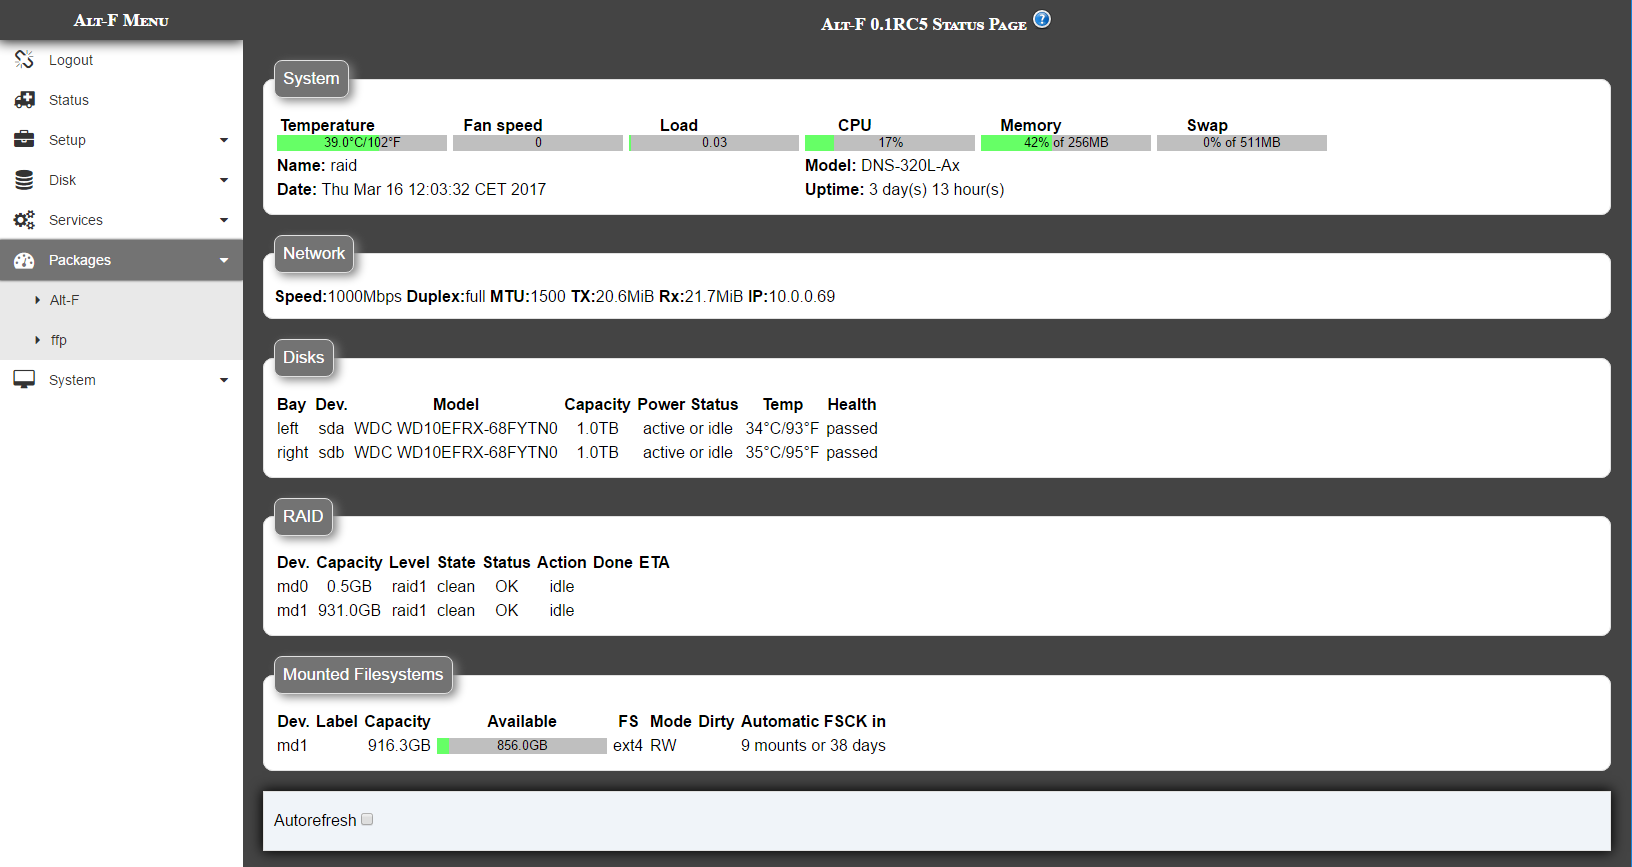 Alt-F Menu
Logout
Status
Setup
Disk
Services
Packages
Alt-F
ffp
System
Alt-F 0.1RC5 Status Page ?
System
Temperature Fan speed Load CPU Memory Swap
39.0°C/102°F 0 0.03 17% 42% of 256MB 0% of 511MB
Name: raid Model: DNS-320L-Ax
Date: Thu Mar 16 12:03:32 CET 2017 Uptime: 3 day(s) 13 hour(s)
Network
Speed:1000Mbps Duplex:full MTU:1500 TX:20.6MiB Rx:21.7MiB IP:10.0.0.69
Disks
Bay Dev. Model Capacity Power Status Temp Health
left sda WDC WD10EFRX-68FYTN0 1.0TB active or idle 34°C/93°F passed
right sdb WDC WD10EFRX-68FYTN0 1.0TB active or idle 35°C/95°F passed
RAID
Dev. Capacity Level State Status Action Done ETA
md0 0.5GB raid1 clean OK idle
md1 931.0GB raid1 clean OK idle
Mounted Filesystems
Dev. Label Capacity Available FS Mode Dirty Automatic FSCK in
md1 916.3GB 856.0GB ext4 RW 9 mounts or 38 days
Autorefresh